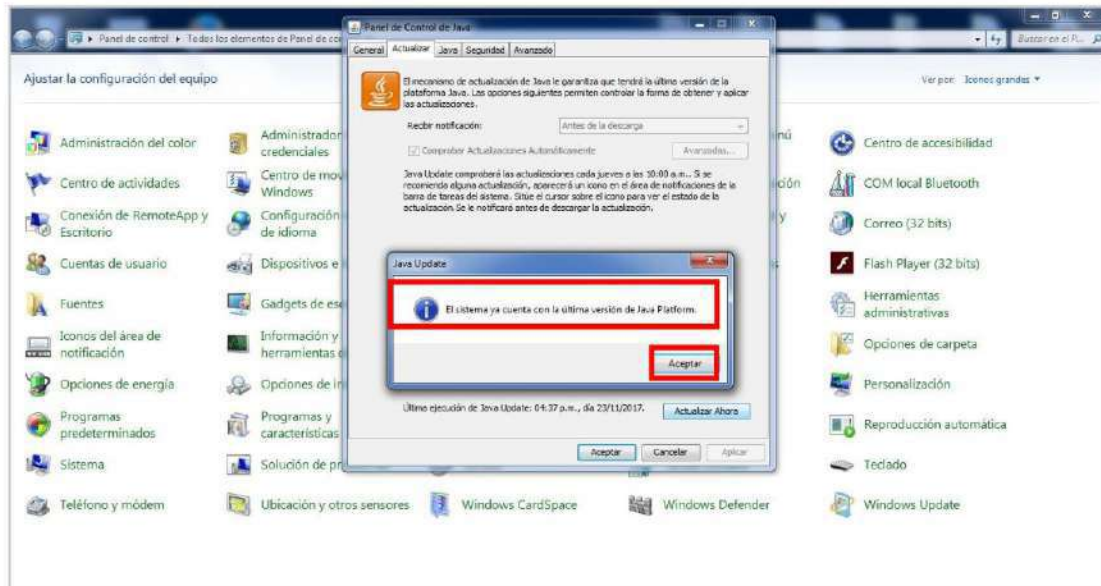 Panel de control ▸ Todos los elementos de Panel de co
Buscar en el P...
Ajustar la configuración del equipo
Ver por: Iconos grandes
Administración del color
Administrador
credenciales
Centro de accesibilidad
Centro de actividades
Centro de mov
Windows
ción
COM local Bluetooth
Conexión de RemoteApp y
Escritorio
Configuración
de idioma
y
Correo (32 bits)
Cuentas de usuario
Dispositivos e
Flash Player (32 bits)
Fuentes
Gadgets de esc
Herramientas
administrativas
Iconos del área de
notificación
Información y
herramientas d
Opciones de carpeta
Opciones de energía
Opciones de in
Personalización
Programas
predeterminados
Programas y
características
Reproducción automática
Sistema
Solución de pr
Teclado
Teléfono y módem
Ubicación y otros sensores
Windows CardSpace
Windows Defender
Windows Update
Panel de Control de Java
General Actualizar Java Seguridad Avanzado
El mecanismo de actualización de Java le garantiza que tendrá la última versión de la
plataforma Java. Las opciones siguientes permiten controlar la forma de obtener y aplicar
las actualizaciones.
Recibir notificación: Antes de la descarga
Comprobar Actualizaciones Automáticamente Avanzadas...
Java Update comprobará las actualizaciones cada jueves a las 10:00 a.m.. Si se
recomienda alguna actualización, aparecerá un icono en el área de notificaciones de la
barra de tareas del sistema. Sitúe el cursor sobre el icono para ver el estado de la
actualización. Se le notificará antes de descargar la actualización.
Java Update
El sistema ya cuenta con la última versión de Java Platform.
Aceptar
Última ejecución de Java Update: 04:37 p.m., día 23/11/2017. Actualizar Ahora
Aceptar Cancelar Aplicar